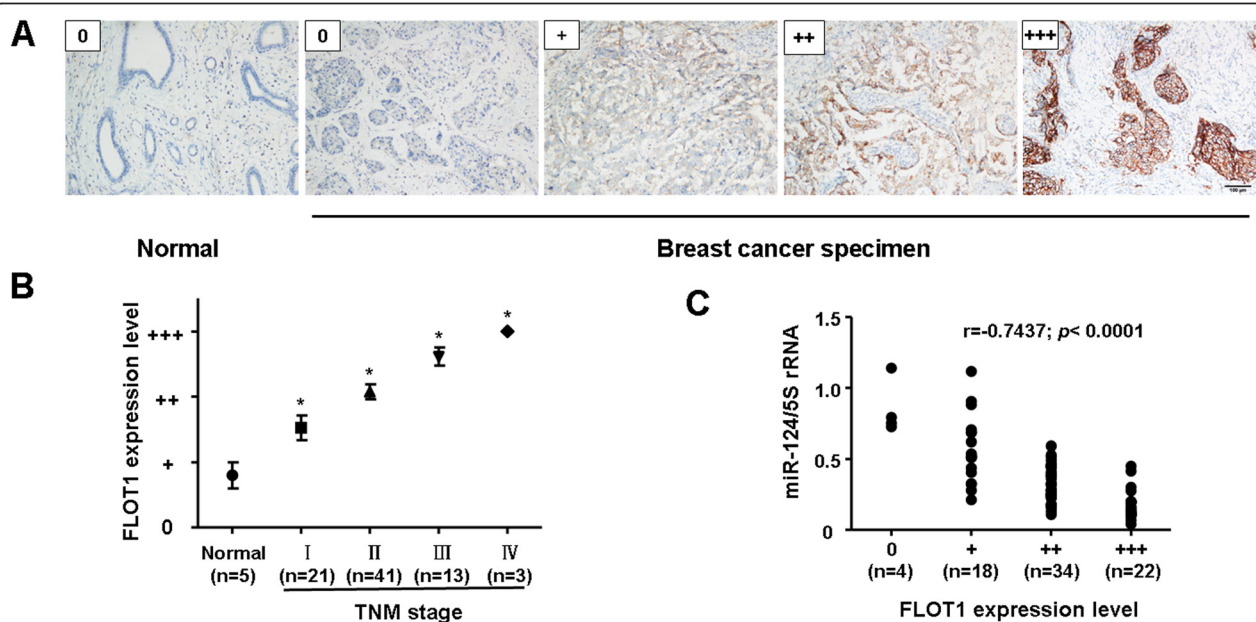 A
0
0
+
++
+++
100 μm
Normal
Breast cancer specimen
B
FLOT1 expression level
+++
++
+
0
* * * *
Normal I II III IV
(n=5) (n=21) (n=41) (n=13) (n=3)
TNM stage
C
miR-124/5S rRNA
r=-0.7437; p< 0.0001
1.5
1.0
0.5
0
0 + ++ +++
(n=4) (n=18) (n=34) (n=22)
FLOT1 expression level